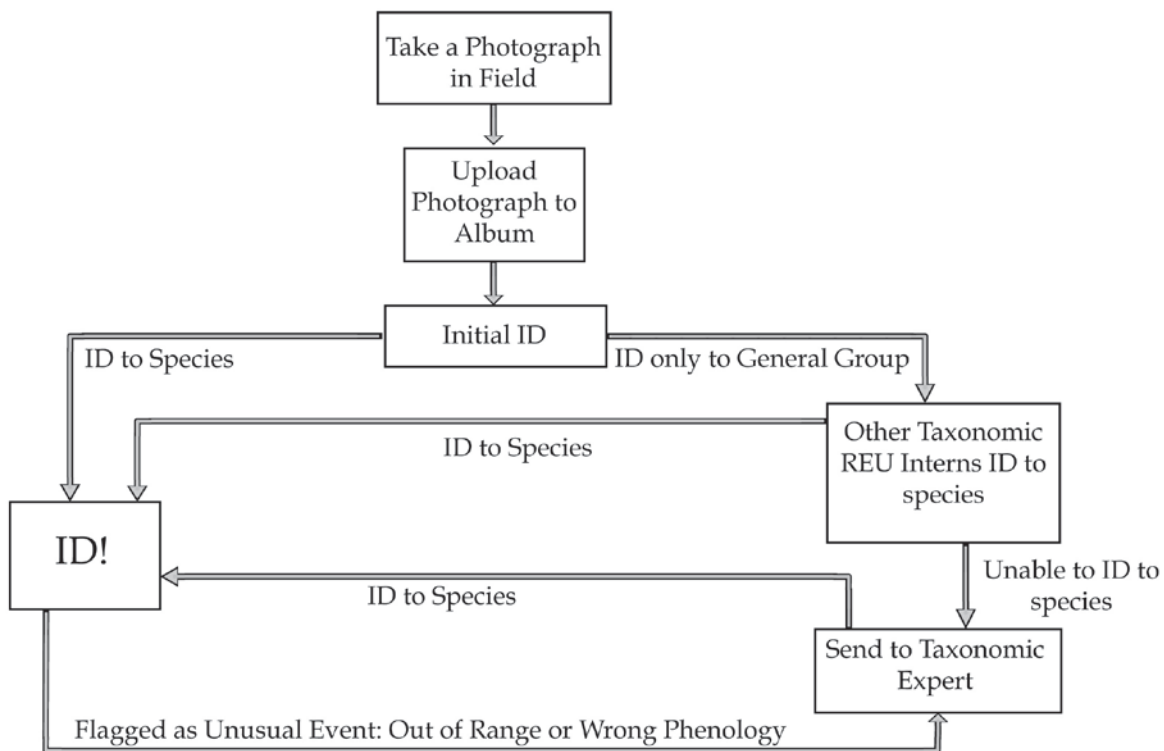 Take a Photograph
in Field
Upload
Photograph to
Album
Initial ID
ID to Species
ID only to General Group
Other Taxonomic
REU Interns ID to
species
ID to Species
ID!
Unable to ID to
species
ID to Species
Send to Taxonomic
Expert
Flagged as Unusual Event: Out of Range or Wrong Phenology